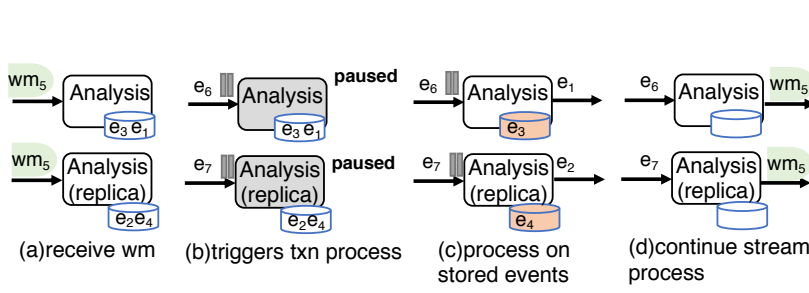 wm5
Analysis
e3 e1
wm5
Analysis
(replica)
e2e4
(a)receive wm
e6
Analysis
paused
e3 e1
e7
Analysis
(replica)
paused
e2e4
(b)triggers txn process
e6
Analysis
e1
e3
e7
Analysis
(replica)
e2
e4
(c)process on
stored events
e6
Analysis
wm5
e7
Analysis
(replica)
wm5
(d)continue stream
process